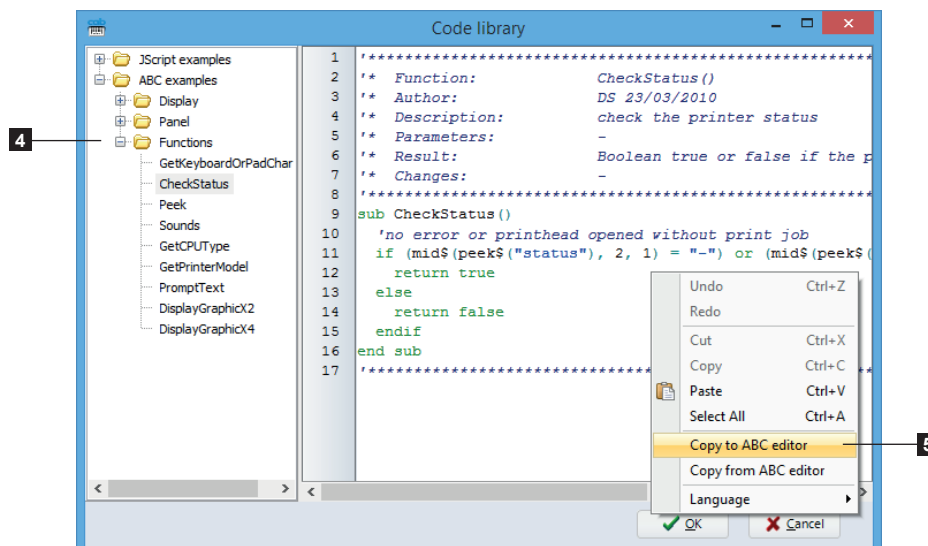 cab
Code library
JScript examples
ABC examples
Display
Panel
4
Functions
GetKeyboardOrPadChar
CheckStatus
Peek
Sounds
GetCPUType
GetPrinterModel
PromptText
DisplayGraphicX2
DisplayGraphicX4
1 '************************************************************
2 '* Function: CheckStatus()
3 '* Author: DS 23/03/2010
4 '* Description: check the printer status
5 '* Parameters: -
6 '* Result: Boolean true or false if the p
7 '* Changes: -
8 '************************************************************
9 sub CheckStatus()
10 'no error or printhead opened without print job
11 if (mid$(peek$("status"), 2, 1) = "-") or (mid$(peek$(
12 return true
13 else
14 return false
15 endif
16 end sub
17 '************************************************************
Undo Ctrl+Z
Redo
Cut Ctrl+X
Copy Ctrl+C
Paste Ctrl+V
Select All Ctrl+A
Copy to ABC editor
5
Copy from ABC editor
Language
OK Cancel